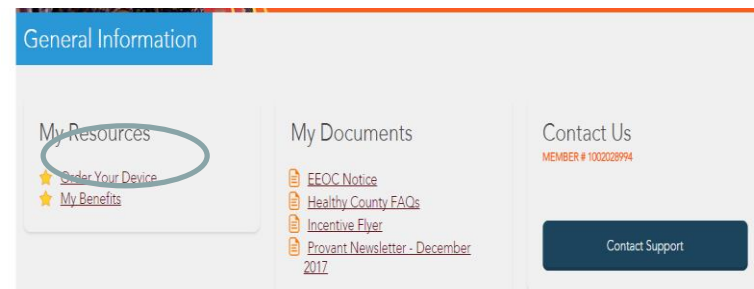 General Information
My Resources
Order Your Device
My Benefits
My Documents
EEOC Notice
Healthy County FAQs
Incentive Flyer
Provant Newsletter - December
2017
Contact Us
MEMBER # 1002028994
Contact Support